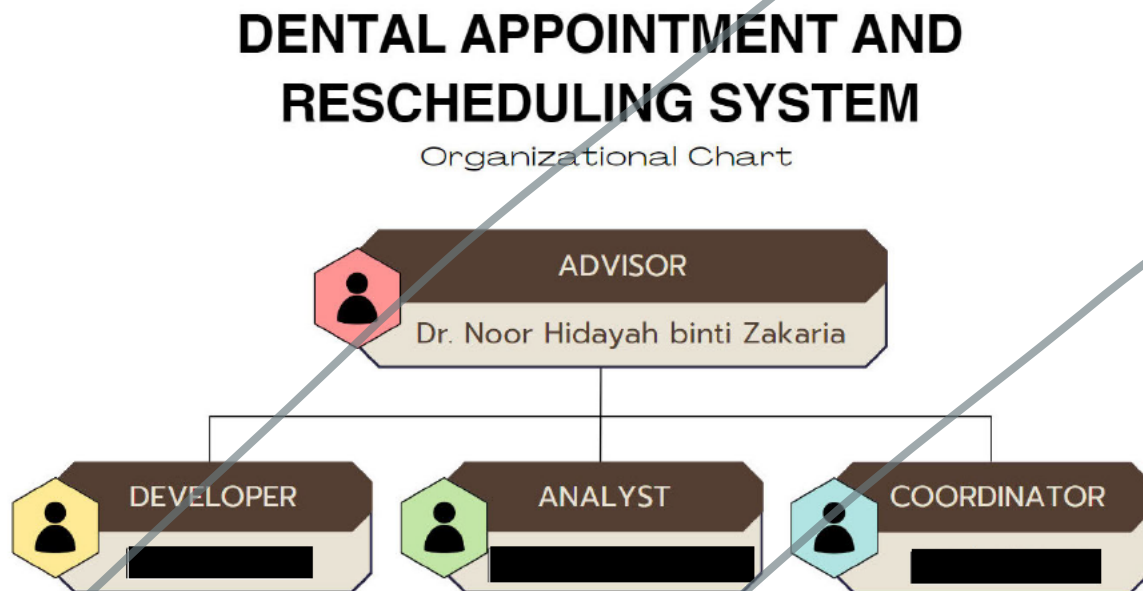 DENTAL APPOINTMENT AND
RESCHEDULING SYSTEM
Organizational Chart
ADVISOR
Dr. Noor Hidayah binti Zakaria
DEVELOPER
ANALYST
COORDINATOR